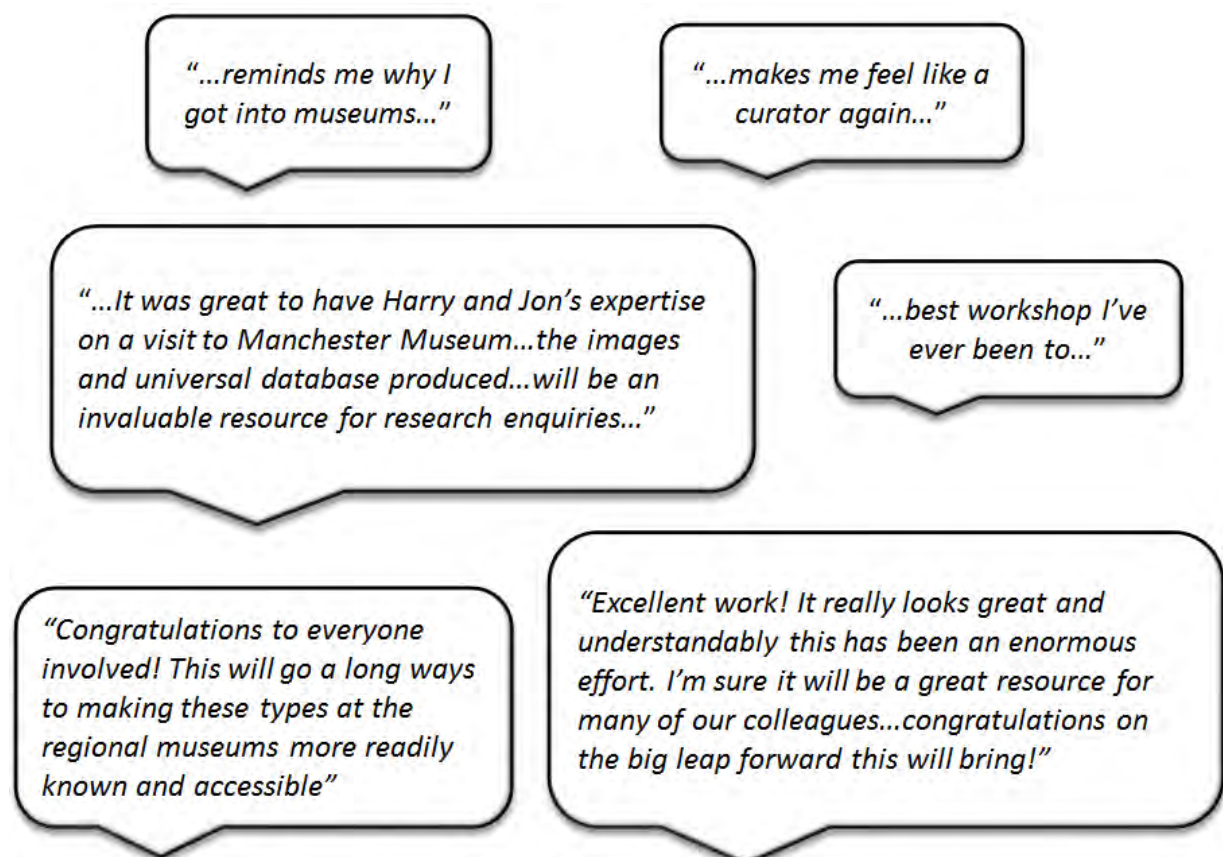 “...reminds me why I
got into museums...”
“...makes me feel like a
curator again...”
“...It was great to have Harry and Jon’s expertise
on a visit to Manchester Museum...the images
and universal database produced...will be an
invaluable resource for research enquiries...”
“...best workshop I’ve
ever been to...”
“Congratulations to everyone
involved! This will go a long ways
to making these types at the
regional museums more readily
known and accessible”
“Excellent work! It really looks great and
understandably this has been an enormous
effort. I’m sure it will be a great resource for
many of our colleagues...congratulations on
the big leap forward this will bring!”